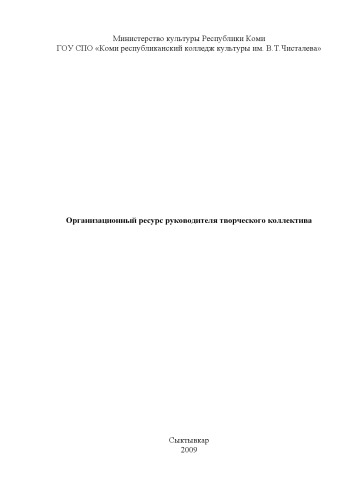 Министерство культуры Республики Коми
ГОУ СПО «Коми республиканский колледж культуры им. В.Т.Чисталева»
Организационный ресурс руководителя творческого коллектива
Сыктывкар
2009